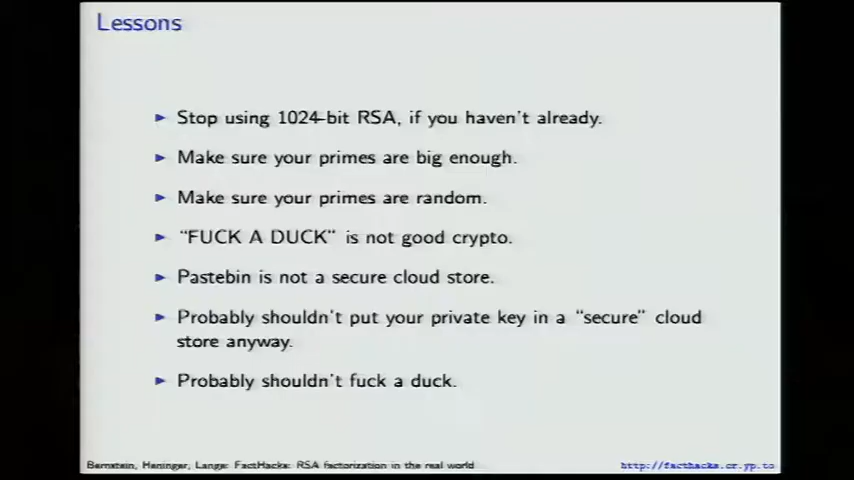 Lessons
▶ Stop using 1024-bit RSA, if you haven't already.
▶ Make sure your primes are big enough.
▶ Make sure your primes are random.
▶ "FUCK A DUCK" is not good crypto.
▶ Pastebin is not a secure cloud store.
▶ Probably shouldn't put your private key in a "secure" cloud
store anyway.
▶ Probably shouldn't fuck a duck.
Bernstein, Heninger, Lange: FactHacks: RSA factorization in the real world
http://facthacks.cr.yp.to